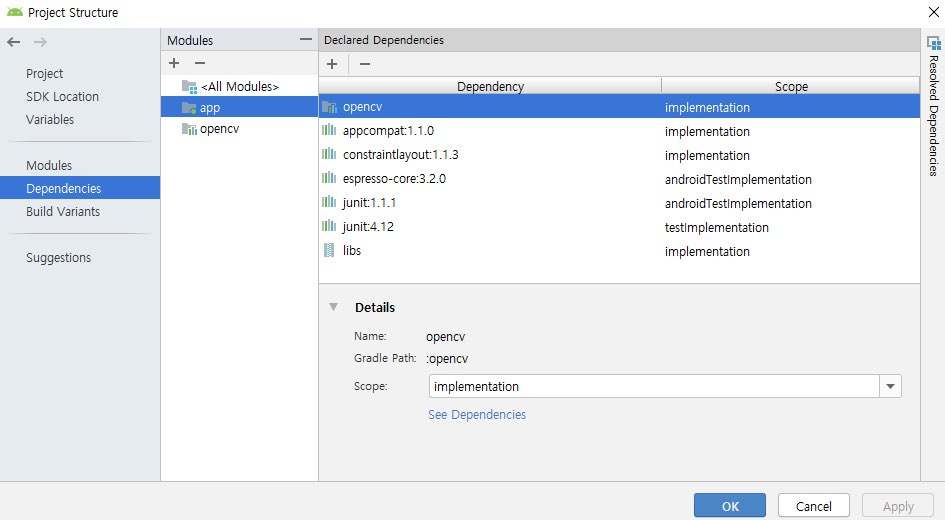 Project Structure
Project
SDK Location
Variables
Modules
Dependencies
Build Variants
Suggestions
Modules
<All Modules>
app
opencv
Declared Dependencies
Dependency Scope
opencv implementation
appcompat:1.1.0 implementation
constraintlayout:1.1.3 implementation
espresso-core:3.2.0 androidTestImplementation
junit:1.1.1 androidTestImplementation
junit:4.12 testImplementation
libs implementation
Details
Name: opencv
Gradle Path: :opencv
Scope: implementation
See Dependencies
Resolved Dependencies
OK Cancel Apply